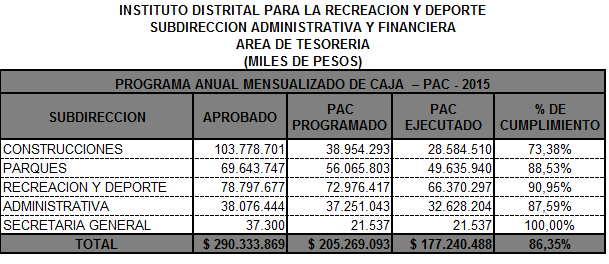 INSTITUTO DISTRITAL PARA LA RECREACION Y DEPORTE
SUBDIRECCION ADMINISTRATIVA Y FINANCIERA
AREA DE TESORERIA
(MILES DE PESOS)
PROGRAMA ANUAL MENSUALIZADO DE CAJA – PAC - 2015
SUBDIRECCION APROBADO PAC PROGRAMADO PAC EJECUTADO % DE CUMPLIMIENTO
CONSTRUCCIONES 103.778.701 38.954.293 28.584.510 73,38%
PARQUES 69.643.747 56.065.803 49.635.940 88,53%
RECREACION Y DEPORTE 78.797.677 72.976.417 66.370.297 90,95%
ADMINISTRATIVA 38.076.444 37.251.043 32.628.204 87,59%
SECRETARIA GENERAL 37.300 21.537 21.537 100,00%
TOTAL $ 290.333.869 $ 205.269.093 $ 177.240.488 86,35%